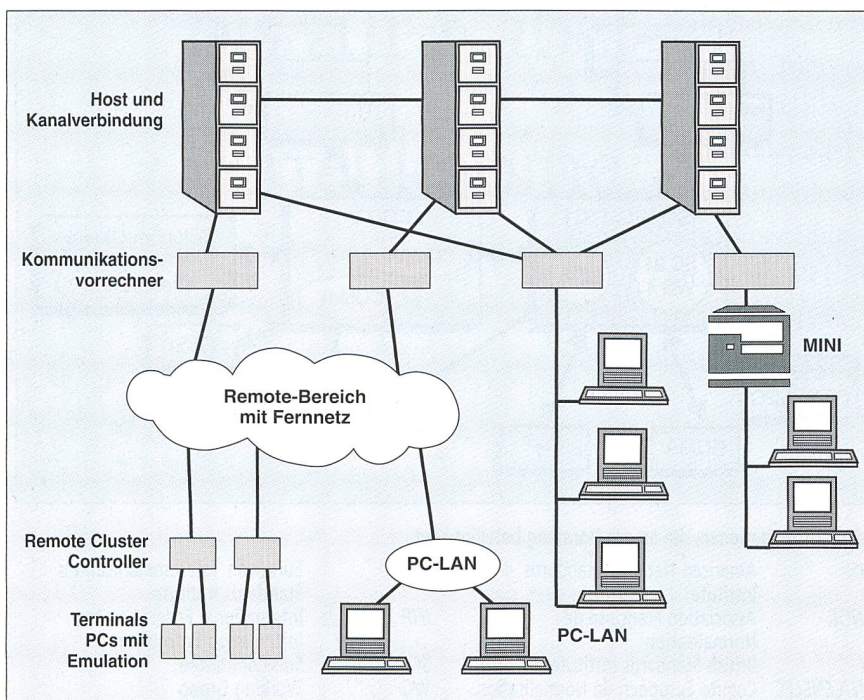 Host und
Kanalverbindung
Kommunikations-
vorrechner
MINI
Remote-Bereich
mit Fernnetz
Remote Cluster
Controller
PC-LAN
Terminals
PCs mit
Emulation
PC-LAN